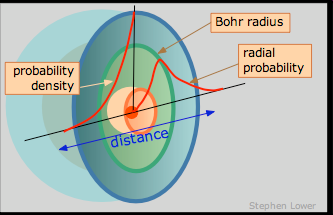 Bohr radius
radial
probability
probability
density
distance
Stephen Lower